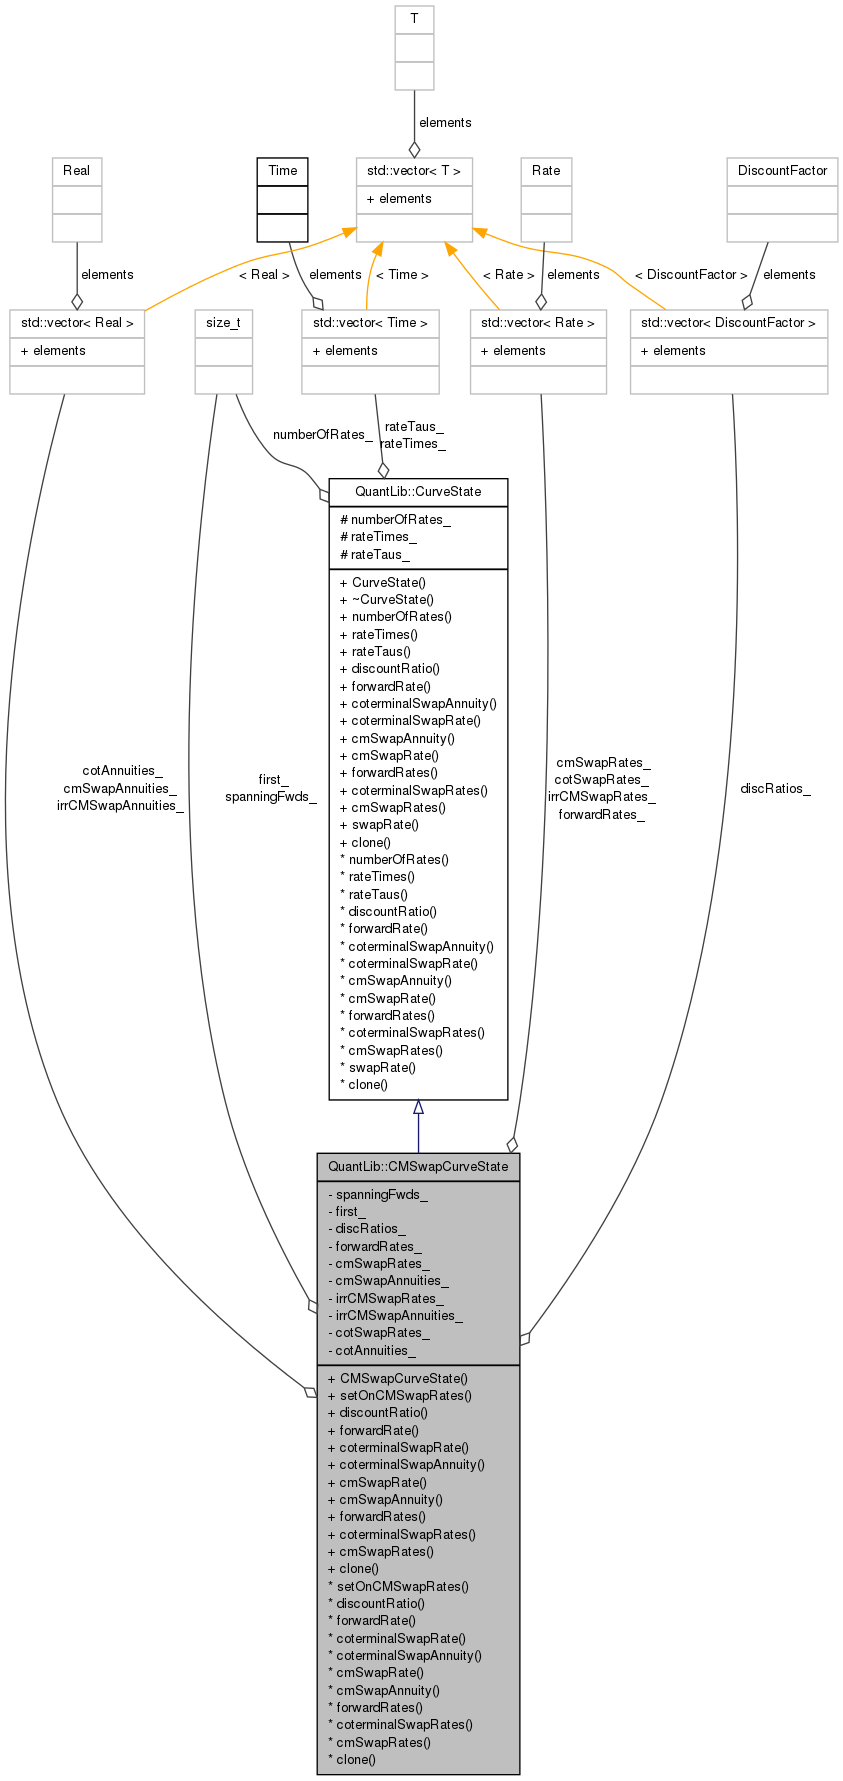 T
elements
Real
Time
std::vector< T >
+ elements
Rate
DiscountFactor
elements
< Real >
elements
< Time >
< Rate >
elements
< DiscountFactor >
elements
std::vector< Real >
+ elements
size_t
std::vector< Time >
+ elements
std::vector< Rate >
+ elements
std::vector< DiscountFactor >
+ elements
numberOfRates_
rateTaus_
rateTimes_
QuantLib::CurveState
# numberOfRates_
# rateTimes_
# rateTaus_
+ CurveState()
+ ~CurveState()
+ numberOfRates()
+ rateTimes()
+ rateTaus()
+ discountRatio()
+ forwardRate()
+ coterminalSwapAnnuity()
+ coterminalSwapRate()
+ cmSwapAnnuity()
+ cmSwapRate()
+ forwardRates()
+ coterminalSwapRates()
+ cmSwapRates()
+ swapRate()
+ clone()
* numberOfRates()
* rateTimes()
* rateTaus()
* discountRatio()
* forwardRate()
* coterminalSwapAnnuity()
* coterminalSwapRate()
* cmSwapAnnuity()
* cmSwapRate()
* forwardRates()
* coterminalSwapRates()
* cmSwapRates()
* swapRate()
* clone()
cotAnnuities_
cmSwapAnnuities_
irrCMSwapAnnuities_
first_
spanningFwds_
cmSwapRates_
cotSwapRates_
irrCMSwapRates_
forwardRates_
discRatios_
QuantLib::CMSwapCurveState
- spanningFwds_
- first_
- discRatios_
- forwardRates_
- cmSwapRates_
- cmSwapAnnuities_
- irrCMSwapRates_
- irrCMSwapAnnuities_
- cotSwapRates_
- cotAnnuities_
+ CMSwapCurveState()
+ setOnCMSwapRates()
+ discountRatio()
+ forwardRate()
+ coterminalSwapRate()
+ coterminalSwapAnnuity()
+ cmSwapRate()
+ cmSwapAnnuity()
+ forwardRates()
+ coterminalSwapRates()
+ cmSwapRates()
+ clone()
* setOnCMSwapRates()
* discountRatio()
* forwardRate()
* coterminalSwapRate()
* coterminalSwapAnnuity()
* cmSwapRate()
* cmSwapAnnuity()
* forwardRates()
* coterminalSwapRates()
* cmSwapRates()
* clone()